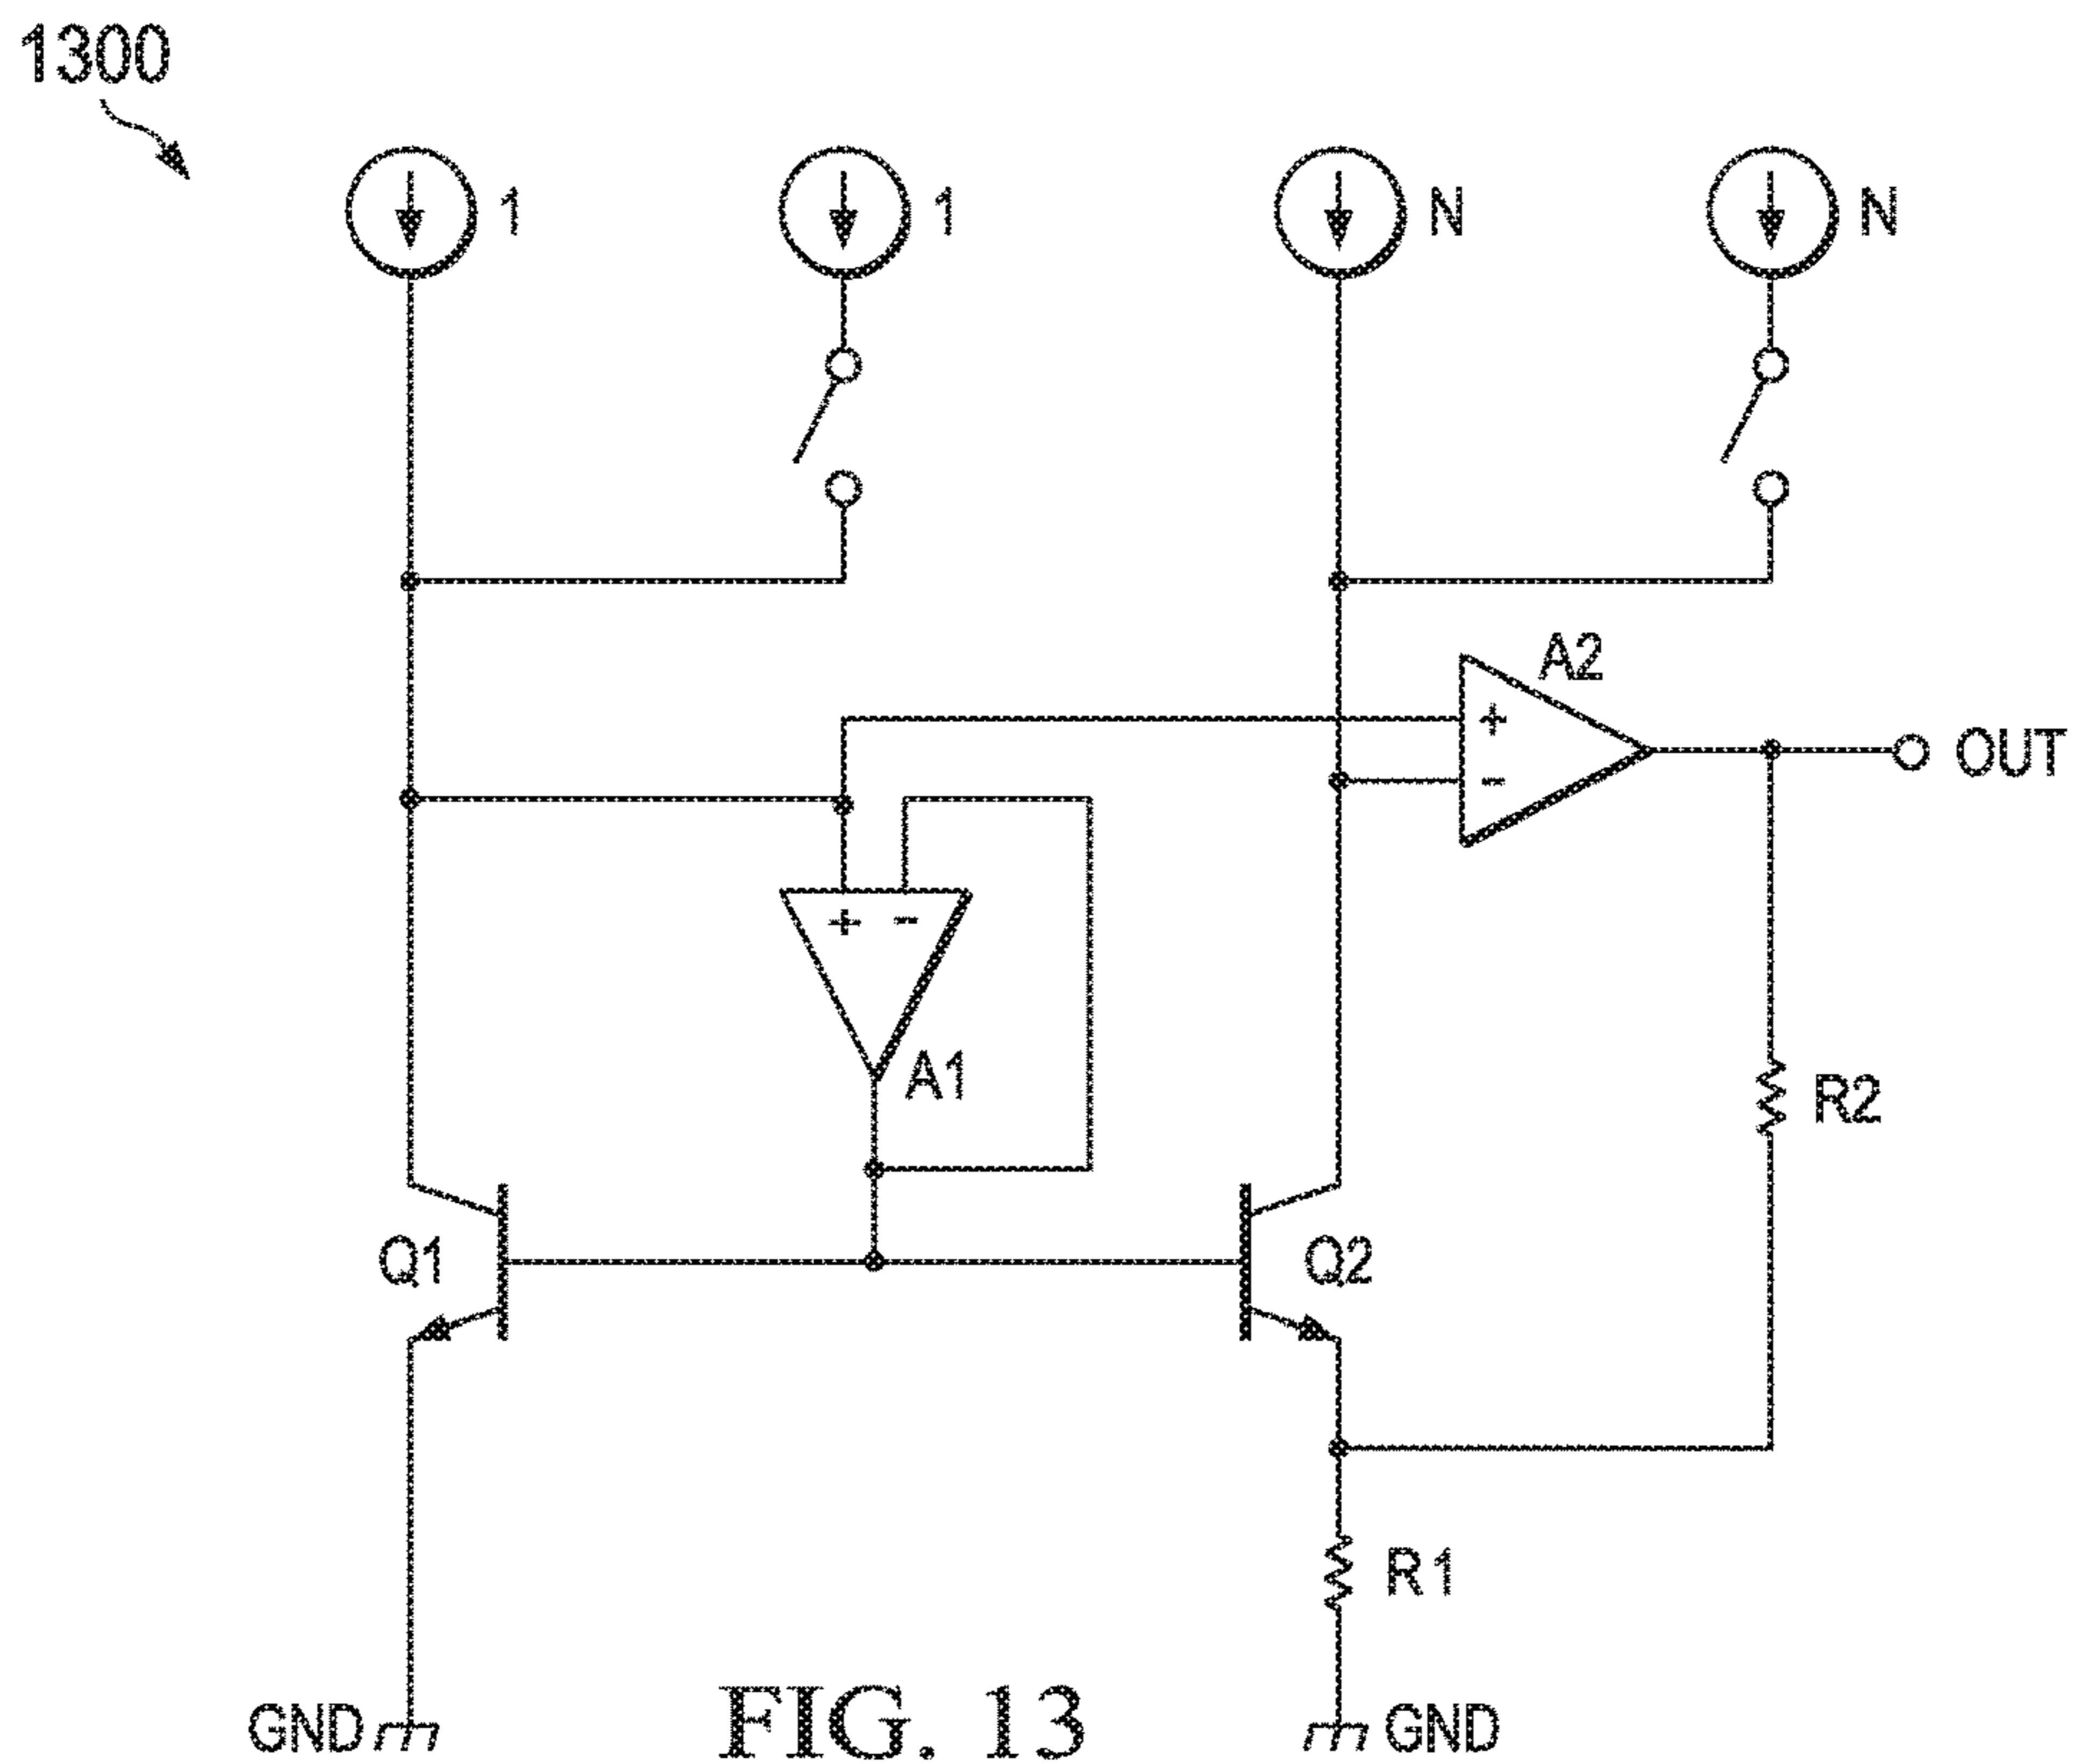 1300
1
1
N
N
A2
+
-
OUT
+ -
A1
R2
Q1
Q2
R1
GND
FIG. 13
GND